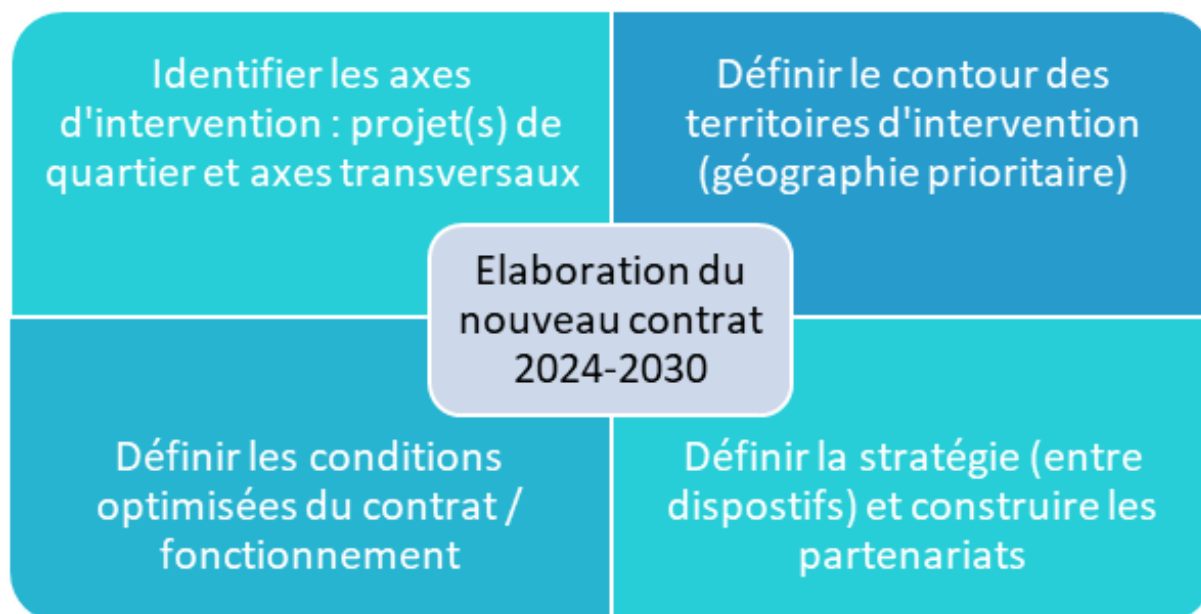 Identifier les axes
d'intervention : projet(s) de
quartier et axes transversaux
Définir le contour des
territoires d'intervention
(géographie prioritaire)
Elaboration du
nouveau contrat
2024-2030
Définir les conditions
optimisées du contrat /
fonctionnement
Définir la stratégie (entre
dispostifs) et construire les
partenariats